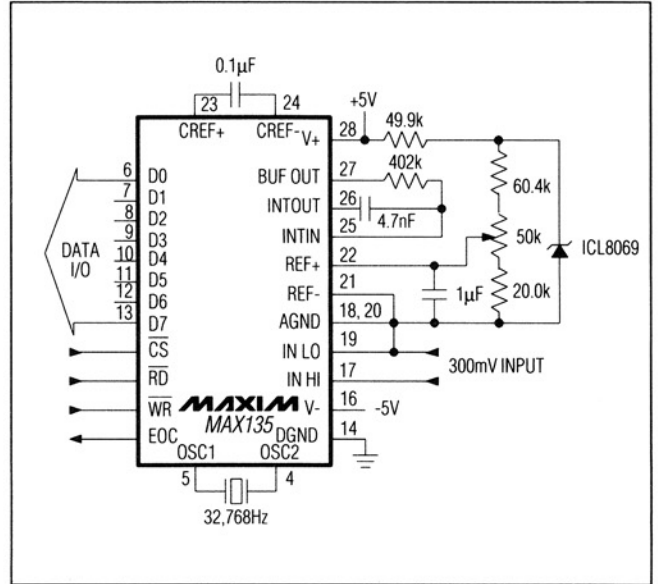 0.1µF
23 24
CREF+ CREF-
+5V
V+ 28 49.9k
BUF OUT 27 402k
INTOUT 26
4.7nF
INTIN 25
REF+ 22
REF- 21
1µF
AGND 18, 20
IN LO 19
300mV INPUT
IN HI 17
V- 16 -5V
DGND 14
60.4k
50k
20.0k
ICL8069
DATA
I/O
6 D0
7 D1
8 D2
9 D3
10 D4
11 D5
12 D6
13 D7
CS
RD
WR
EOC
MAXIM
MAX135
OSC1 OSC2
5 4
32,768Hz